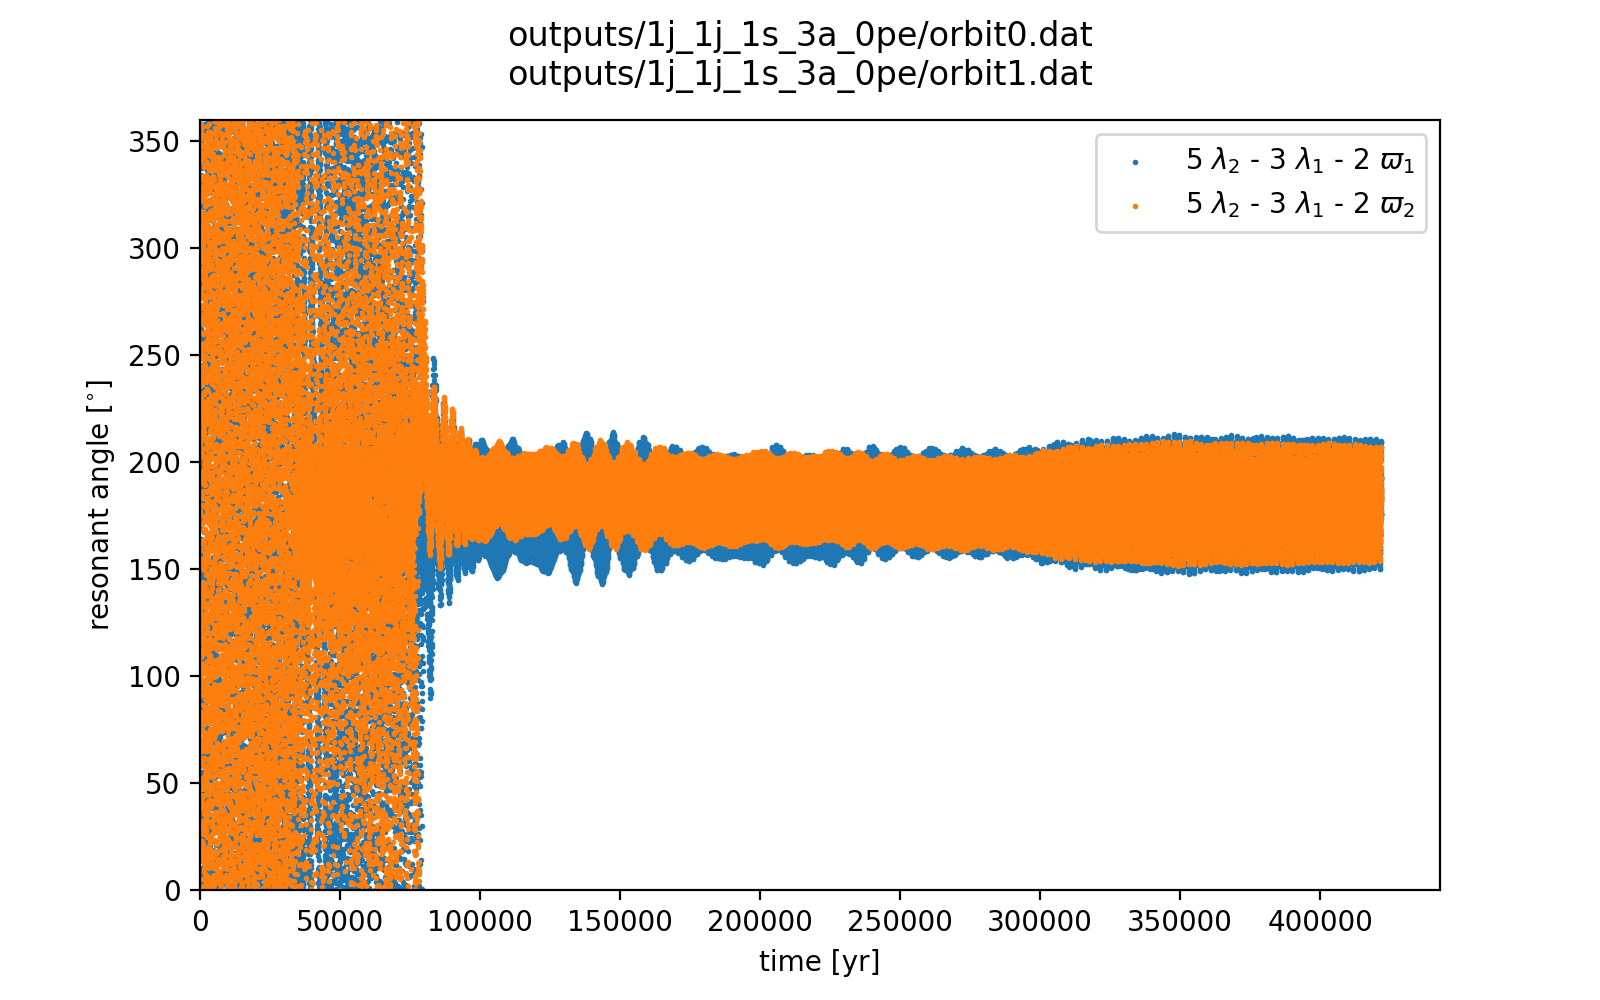 outputs/1j_1j_1s_3a_0pe/orbit0.dat
outputs/1j_1j_1s_3a_0pe/orbit1.dat
5 λ₂ - 3 λ₁ - 2 ϖ₁
5 λ₂ - 3 λ₁ - 2 ϖ₂
resonant angle [°]
350
300
250
200
150
100
50
0
0 50000 100000 150000 200000 250000 300000 350000 400000
time [yr]